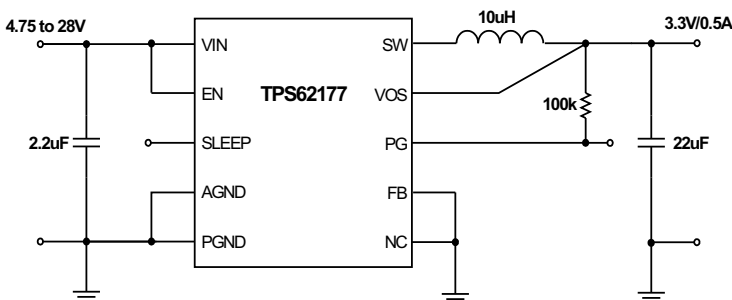 10uH
4.75 to 28V
3.3V/0.5A
VIN
SW
EN
TPS62177
VOS
100k
2.2uF
SLEEP
PG
22uF
AGND
FB
PGND
NC